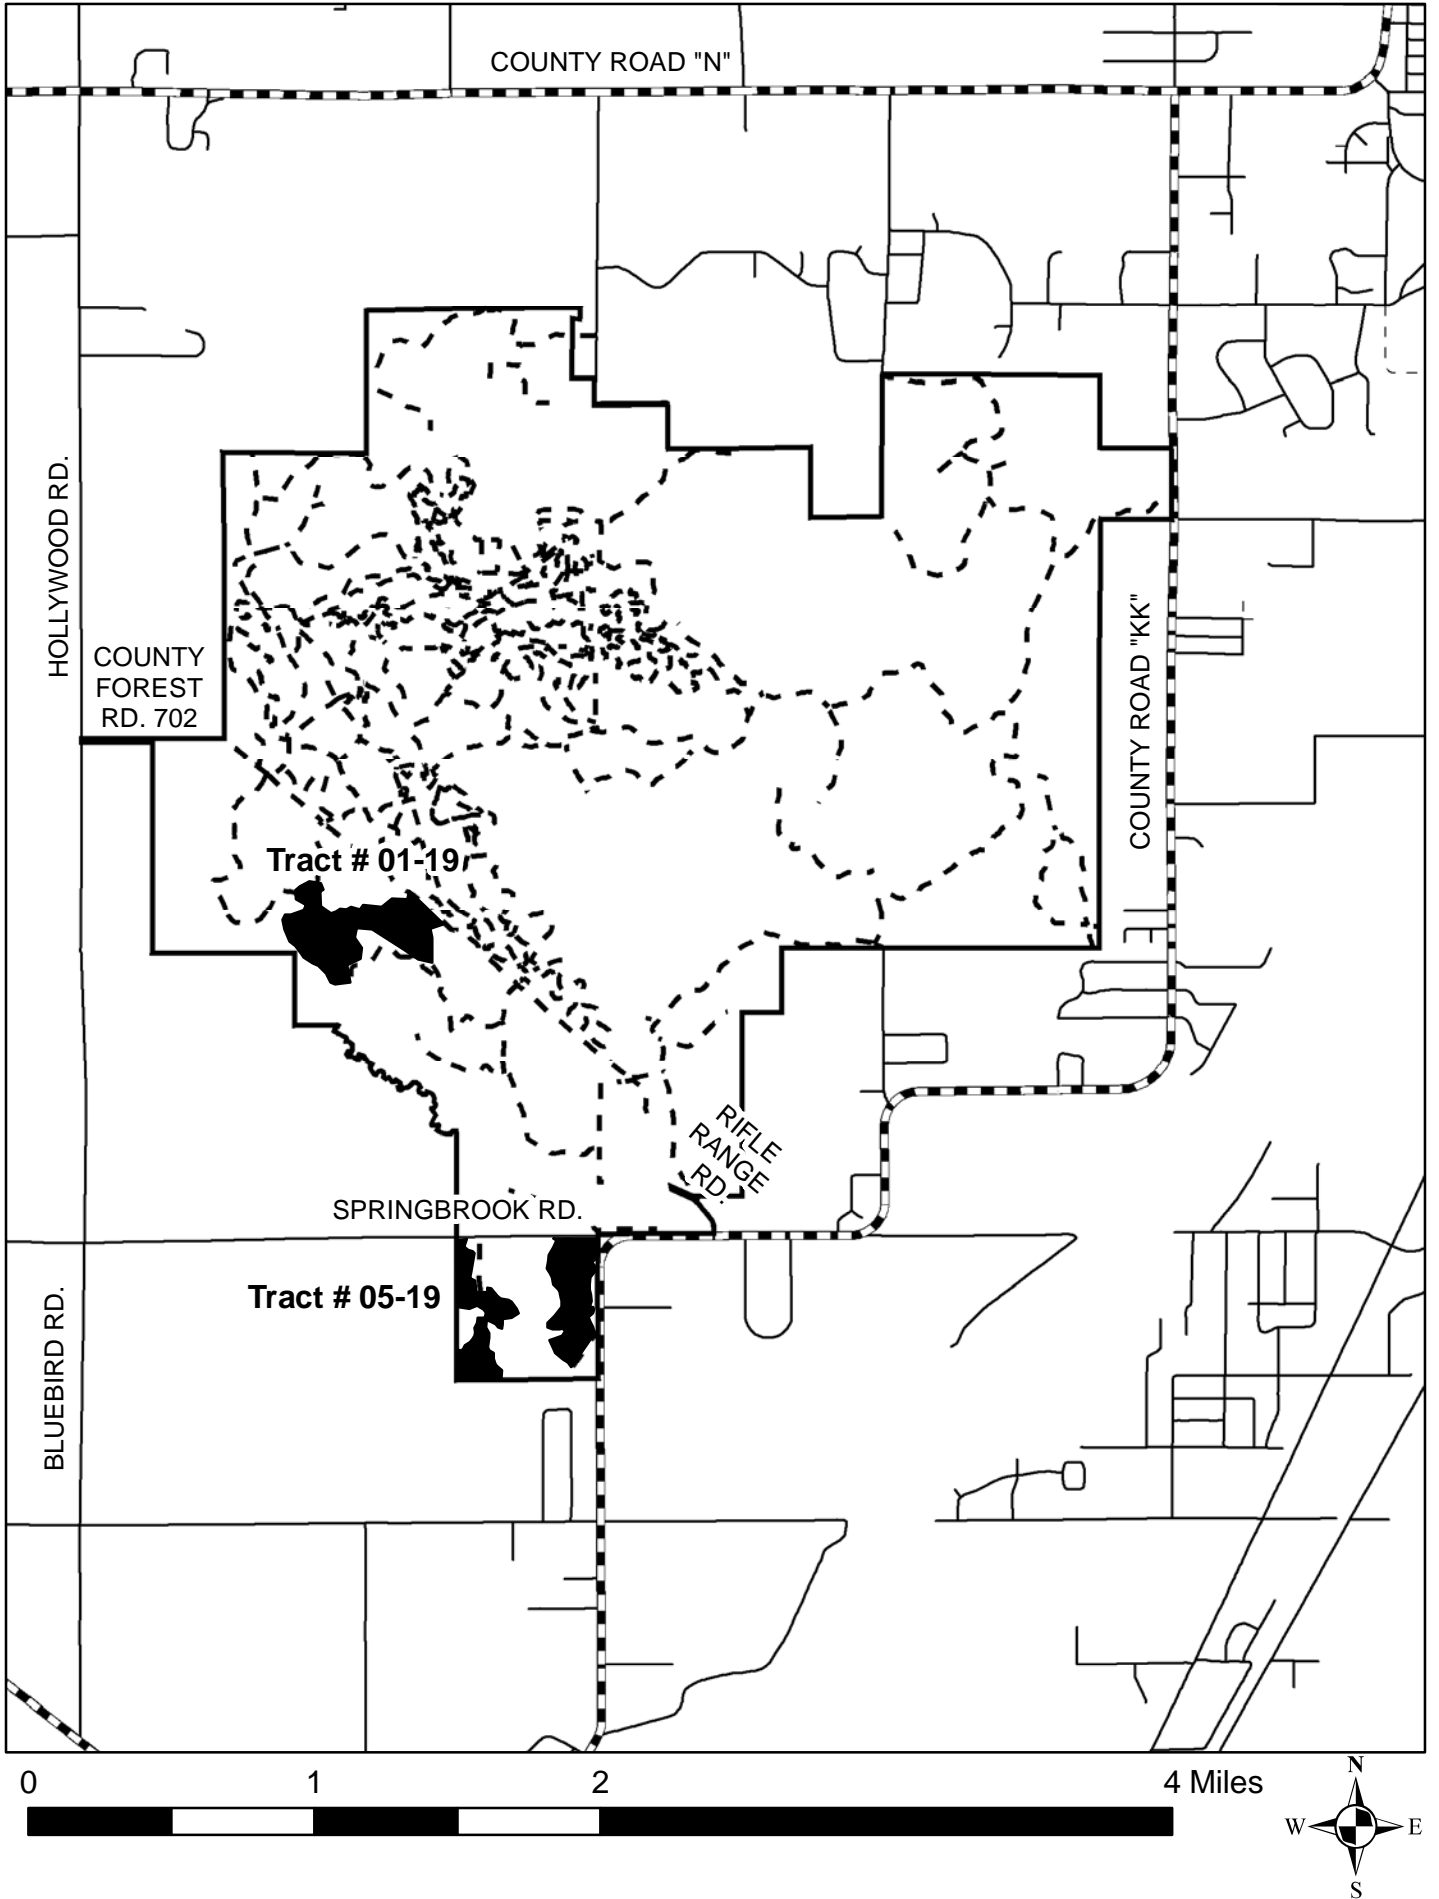 COUNTY ROAD "N"
HOLLYWOOD RD.
COUNTY
FOREST
RD. 702
COUNTY ROAD "KK"
Tract # 01-19
RIFLE
RANGE
RD.
SPRINGBROOK RD.
Tract # 05-19
BLUEBIRD RD.
0 1 2 4 Miles
N
W E
S